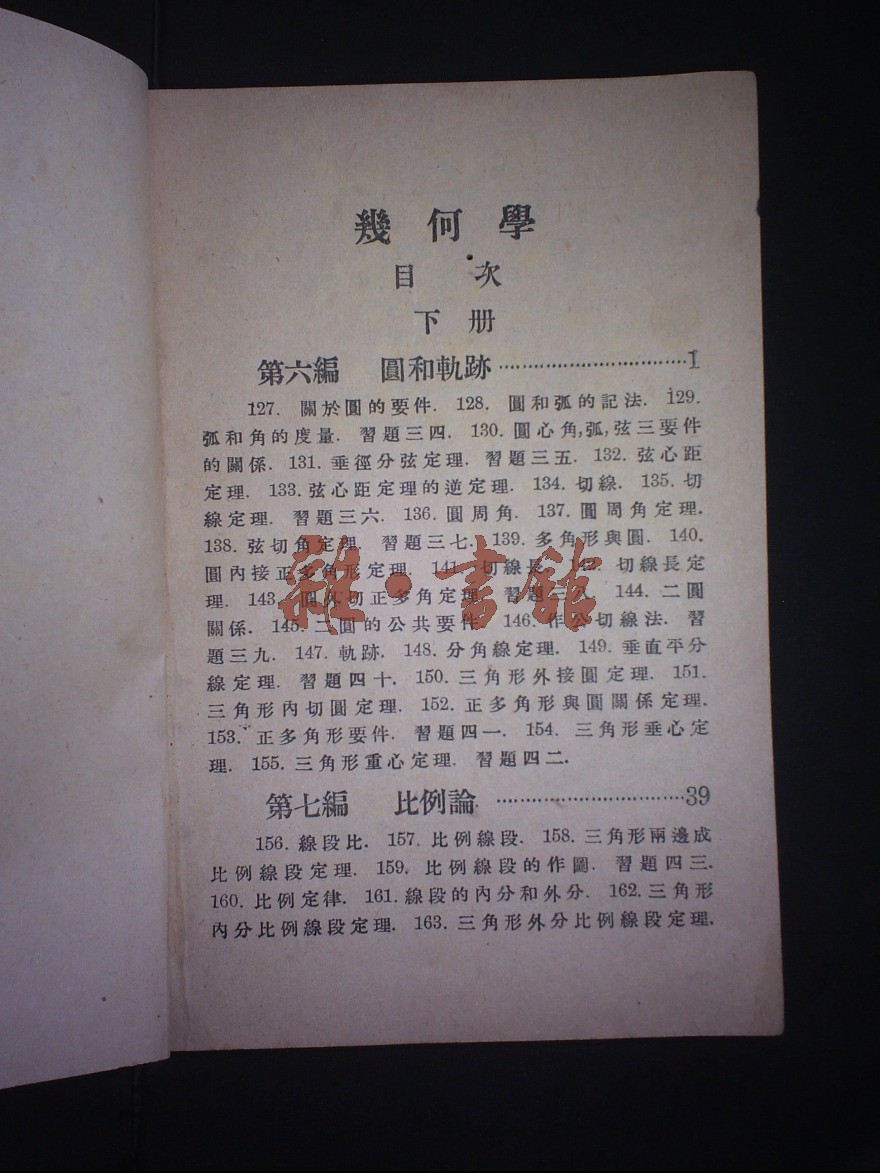 幾何學
目次
下册
第六編 圓和軌跡································1
127. 關於圓的要件. 128. 圓和弧的記法. 129.
弧和角的度量. 習題三四. 130. 圓心角,弧,弦三要件
的關係. 131. 垂徑分弦定理. 習題三五. 132. 弦心距
定理. 133. 弦心距定理的逆定理. 134. 切線. 135. 切
線定理. 習題三六. 136. 圓周角. 137. 圓周角定理.
138. 弦切角定理. 習題三七. 139. 多角形與圓. 140.
圓內接正多角形定理. 141. 切線長. 142. 切線長定
理. 143. 圓外切正多角定理. 習題三八. 144. 二圓
關係. 145. 二圓的公共要件. 146. 作公切線法. 習
題三九. 147. 軌跡. 148. 分角線定理. 149. 垂直平分
線定理. 習題四十. 150. 三角形外接圓定理. 151.
三角形內切圓定理. 152. 正多角形與圓關係定理.
153. 正多角形要件. 習題四一. 154. 三角形垂心定
理. 155. 三角形重心定理. 習題四二.
第七編 比例論································39
156. 線段比. 157. 比例線段. 158. 三角形兩邊成
比例線段定理. 159. 比例線段的作圖. 習題四三.
160. 比例定律. 161. 線段的內分和外分. 162. 三角形
內分比例線段定理. 163. 三角形外分比例線段定理.
雜·書館